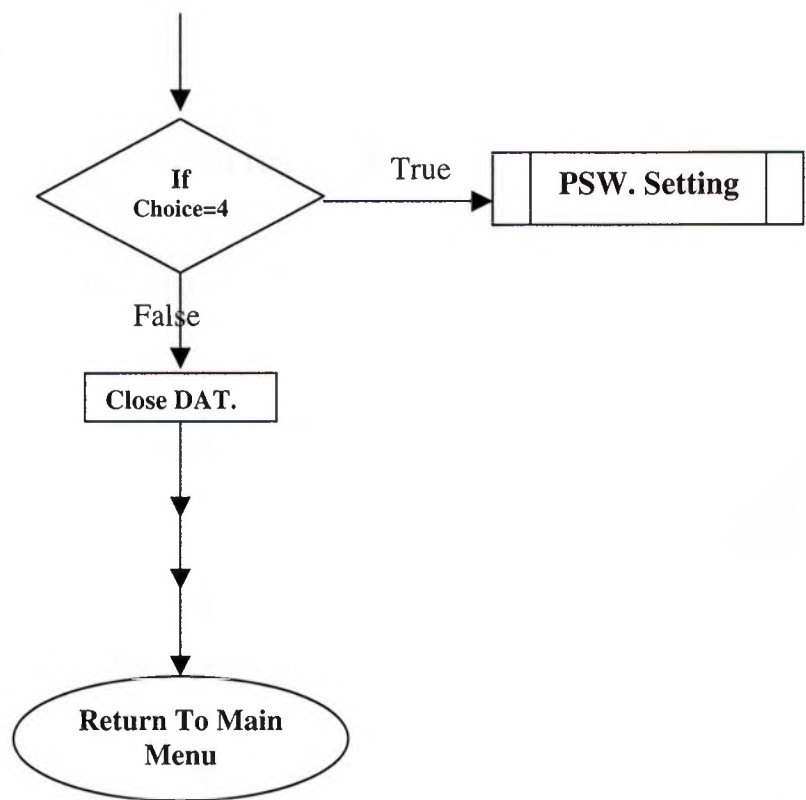 If
Choice=4
True
PSW. Setting
False
Close DAT.
Return To Main
Menu